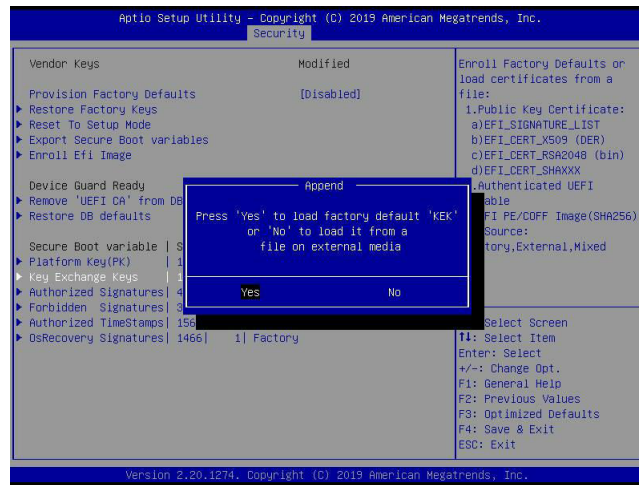 Aptio Setup Utility – Copyright (C) 2019 American Megatrends, Inc.
Security
Vendor Keys Modified
Provision Factory Defaults [Disabled]
Restore Factory Keys
Reset To Setup Mode
Export Secure Boot variables
Enroll Efi Image
Device Guard Ready
Remove 'UEFI CA' from DB
Restore DB defaults
Secure Boot variable | S
Platform Key(PK) | 1
Key Exchange Keys | 1
Authorized Signatures| 4
Forbidden Signatures| 3
Authorized TimeStamps| 156
OsRecovery Signatures| 1466| 1| Factory
Append
Press 'Yes' to load factory default 'KEK'
or 'No' to load it from a
file on external media
Yes No
Enroll Factory Defaults or
load certificates from a
file:
1.Public Key Certificate:
a)EFI_SIGNATURE_LIST
b)EFI_CERT_X509 (DER)
c)EFI_CERT_RSA2048 (bin)
d)EFI_CERT_SHAXXX
.Authenticated UEFI
able
FI PE/COFF Image(SHA256)
Source:
tory,External,Mixed
Select Screen
↑↓: Select Item
Enter: Select
+/-: Change Opt.
F1: General Help
F2: Previous Values
F3: Optimized Defaults
F4: Save & Exit
ESC: Exit
Version 2.20.1274. Copyright (C) 2019 American Megatrends, Inc.